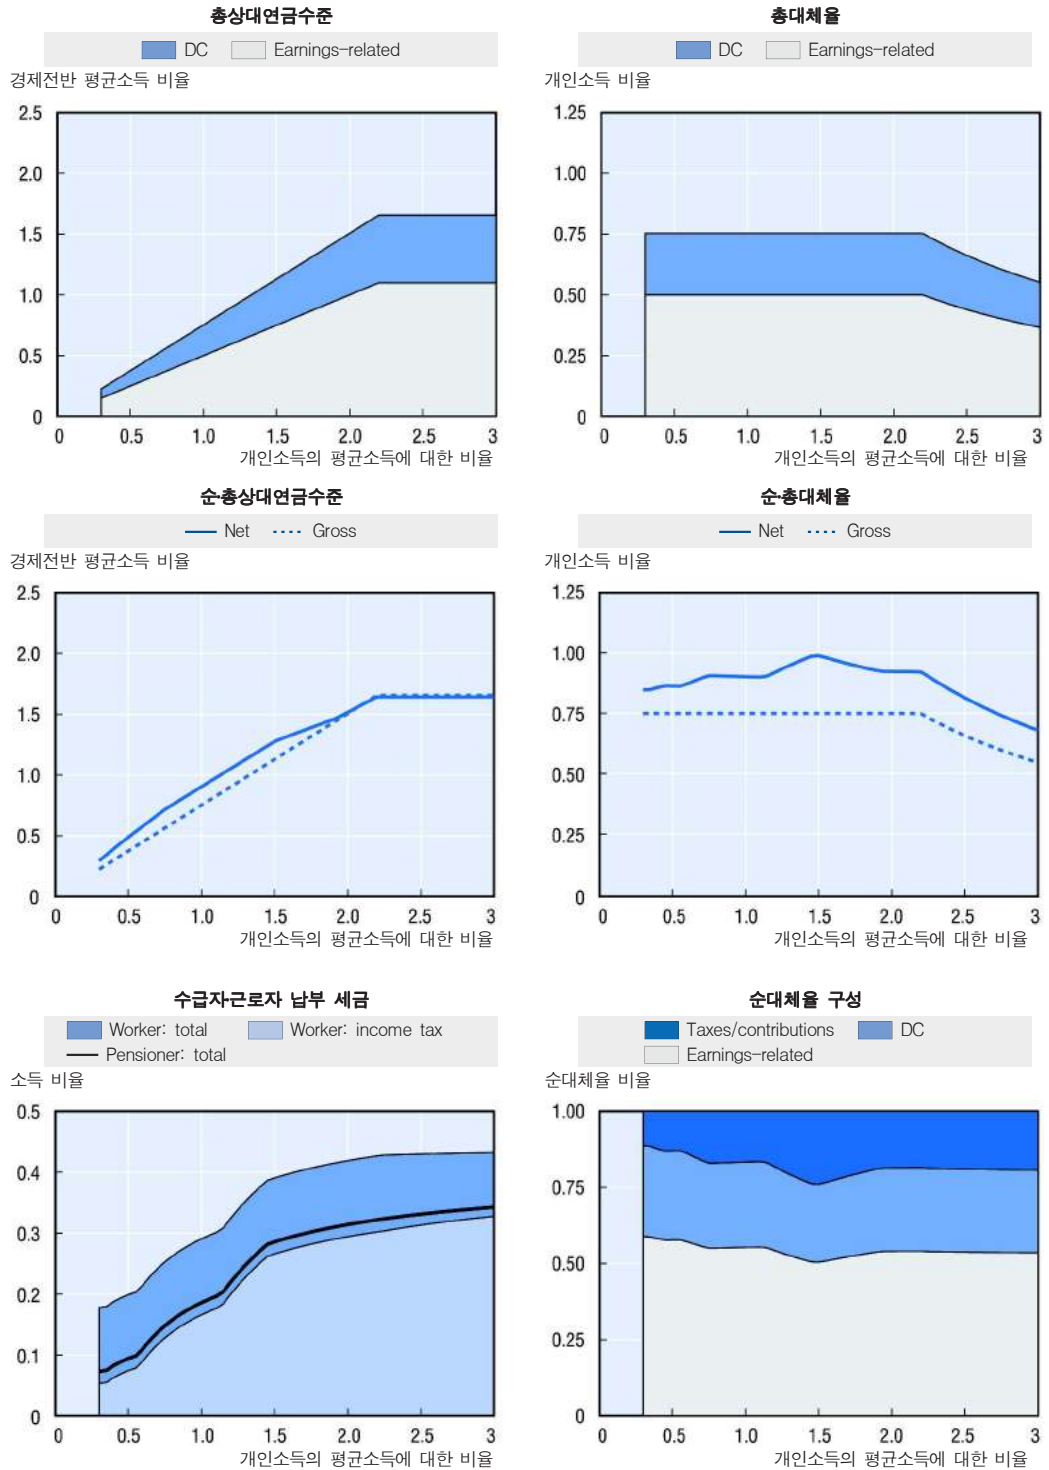 총상대연금수준
DC Earnings-related
경제전반 평균소득 비율
2.5
2.0
1.5
1.0
0.5
0
0 0.5 1.0 1.5 2.0 2.5 3
개인소득의 평균소득에 대한 비율
총대체율
DC Earnings-related
개인소득 비율
1.25
1.00
0.75
0.50
0.25
0
0 0.5 1.0 1.5 2.0 2.5 3
개인소득의 평균소득에 대한 비율
순·총상대연금수준
Net Gross
경제전반 평균소득 비율
2.5
2.0
1.5
1.0
0.5
0
0 0.5 1.0 1.5 2.0 2.5 3
개인소득의 평균소득에 대한 비율
순·총대체율
Net Gross
개인소득 비율
1.25
1.00
0.75
0.50
0.25
0
0 0.5 1.0 1.5 2.0 2.5 3
개인소득의 평균소득에 대한 비율
수급자·근로자 납부 세금
Worker: total Worker: income tax
Pensioner: total
소득 비율
0.5
0.4
0.3
0.2
0.1
0
0 0.5 1.0 1.5 2.0 2.5 3
개인소득의 평균소득에 대한 비율
순대체율 구성
Taxes/contributions DC
Earnings-related
순대체율 비율
1.00
0.75
0.50
0.25
0
0 0.5 1.0 1.5 2.0 2.5 3
개인소득의 평균소득에 대한 비율